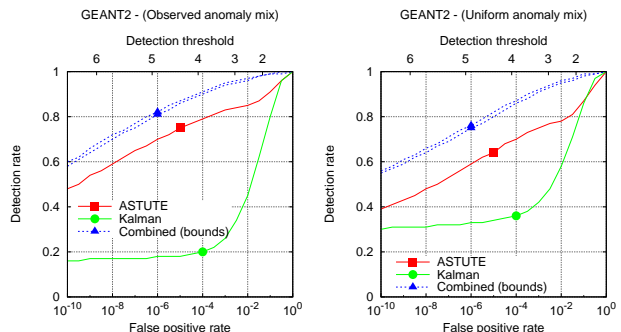 GEANT2 - (Observed anomaly mix)
Detection threshold
6 5 4 3 2
1
0.8
0.6
0.4
0.2
0
Detection rate
ASTUTE
Kalman
Combined (bounds)
10^-10 10^-8 10^-6 10^-4 10^-2 10^0
False positive rate
GEANT2 - (Uniform anomaly mix)
Detection threshold
6 5 4 3 2
1
0.8
0.6
0.4
0.2
0
Detection rate
ASTUTE
Kalman
Combined (bounds)
10^-10 10^-8 10^-6 10^-4 10^-2 10^0
False positive rate